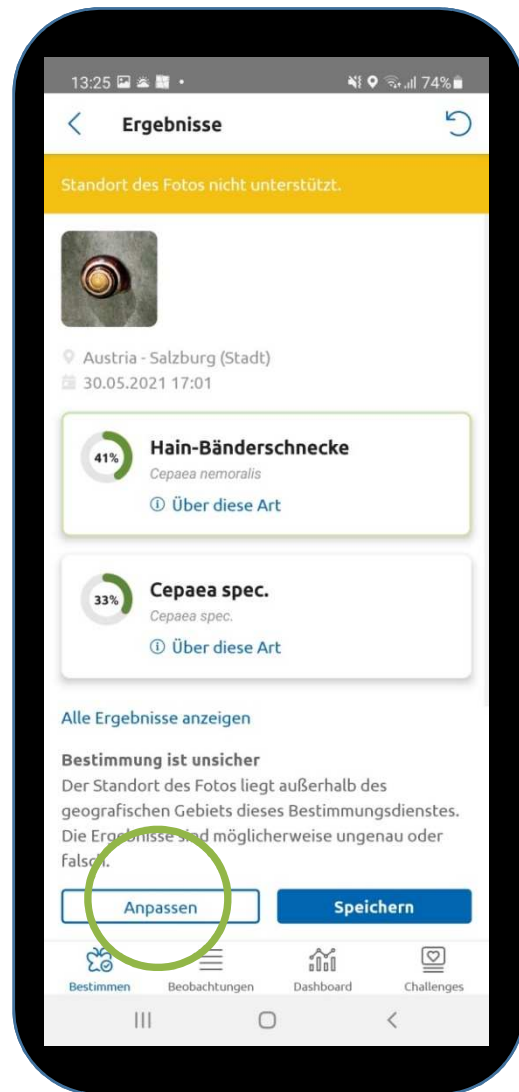 13:25 74%
Ergebnisse
Standort des Fotos nicht unterstützt.
Austria - Salzburg (Stadt)
30.05.2021 17:01
41%
Hain-Bänderschnecke
Cepaea nemoralis
Über diese Art
33%
Cepaea spec.
Cepaea spec.
Über diese Art
Alle Ergebnisse anzeigen
Bestimmung ist unsicher
Der Standort des Fotos liegt außerhalb des
geografischen Gebiets dieses Bestimmungsdienstes.
Die Ergebnisse sind möglicherweise ungenau oder
falsch.
Anpassen Speichern
Bestimmen Beobachtungen Dashboard Challenges